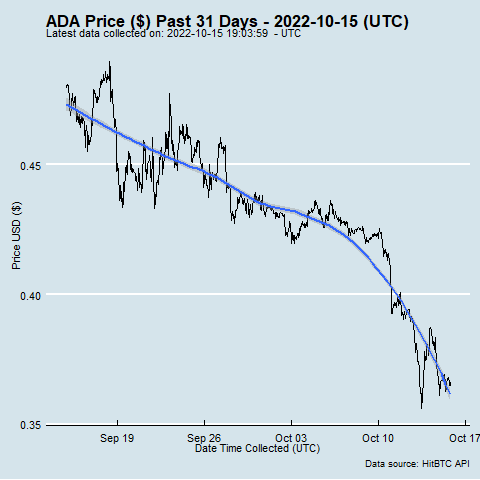 ADA Price ($) Past 31 Days - 2022-10-15 (UTC)
Latest data collected on: 2022-10-15 19:03:59 - UTC
Price USD ($)
0.45
0.40
0.35
Sep 19 Sep 26 Oct 03 Oct 10 Oct 17
Date Time Collected (UTC)
Data source: HitBTC API